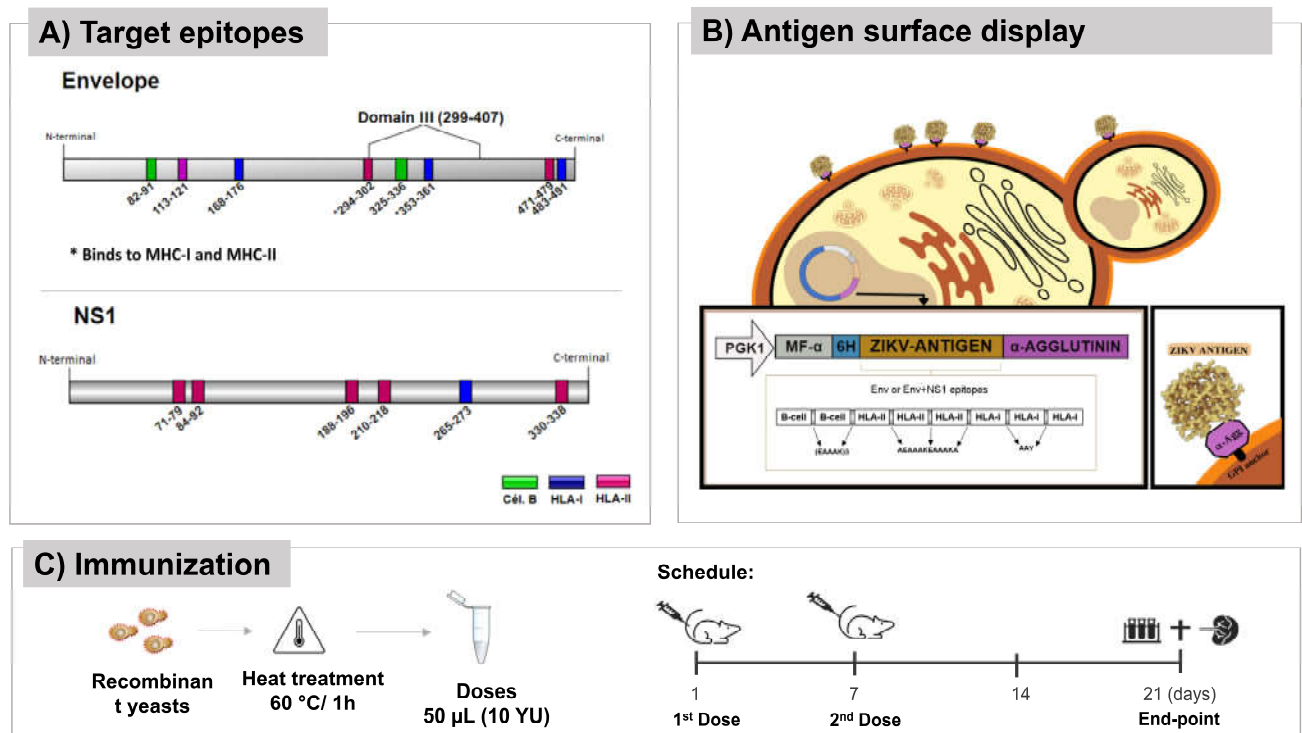 A) Target epitopes
Envelope
Domain III (299-407)
N-terminal
C-terminal
82-91
113-121
168-176
*294-302
325-336
*353-361
471-479
483-491
* Binds to MHC-I and MHC-II
NS1
N-terminal
C-terminal
71-79
84-92
188-196
210-218
265-273
330-338
Cél. B
HLA-I
HLA-II
B) Antigen surface display
PGK1
MF-α
6H
ZIKV-ANTIGEN
α-AGGLUTININ
Env or Env+NS1 epitopes
B-cell
B-cell
HLA-II
HLA-II
HLA-II
HLA-I
HLA-I
HLA-I
AEAAAKEAAAKA
AAY
ZIKV ANTIGEN
α-Agg
GPI anchor
C) Immunization
Recombinan
t yeasts
Heat treatment
60 °C/ 1h
Doses
50 µL (10 YU)
Schedule:
1
7
14
21 (days)
1st Dose
2nd Dose
End-point